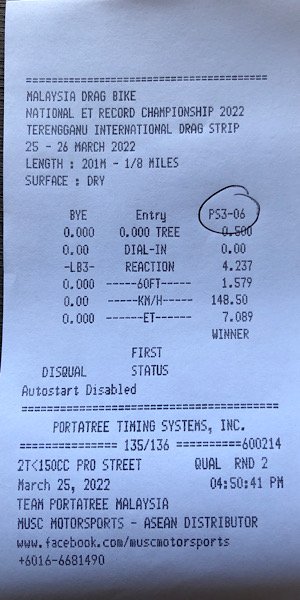 ==========================================
MALAYSIA DRAG BIKE
NATIONAL ET RECORD CHAMPIONSHIP 2022
TERENGGANU INTERNATIONAL DRAG STRIP
25 - 26 MARCH 2022
LENGTH : 201M - 1/8 MILES
SURFACE : DRY
BYE Entry PS3-06
0.000 0.000 TREE 0.500
0.00 DIAL-IN 0.00
-LB3- REACTION 4.237
0.000 ------60FT------ 1.579
0.00 ------KM/H------ 148.50
0.000 -------ET------- 7.089
WINNER
FIRST
DISQUAL STATUS
Autostart Disabled
==========================================
PORTATREE TIMING SYSTEMS, INC.
=============== 135/136 ==========600214
2T<150CC PRO STREET QUAL RND 2
March 25, 2022 04:50:41 PM
TEAM PORTATREE MALAYSIA
MUSC MOTORSPORTS - ASEAN DISTRIBUTOR
www.facebook.com/muscmotorsports
+6016-6681490